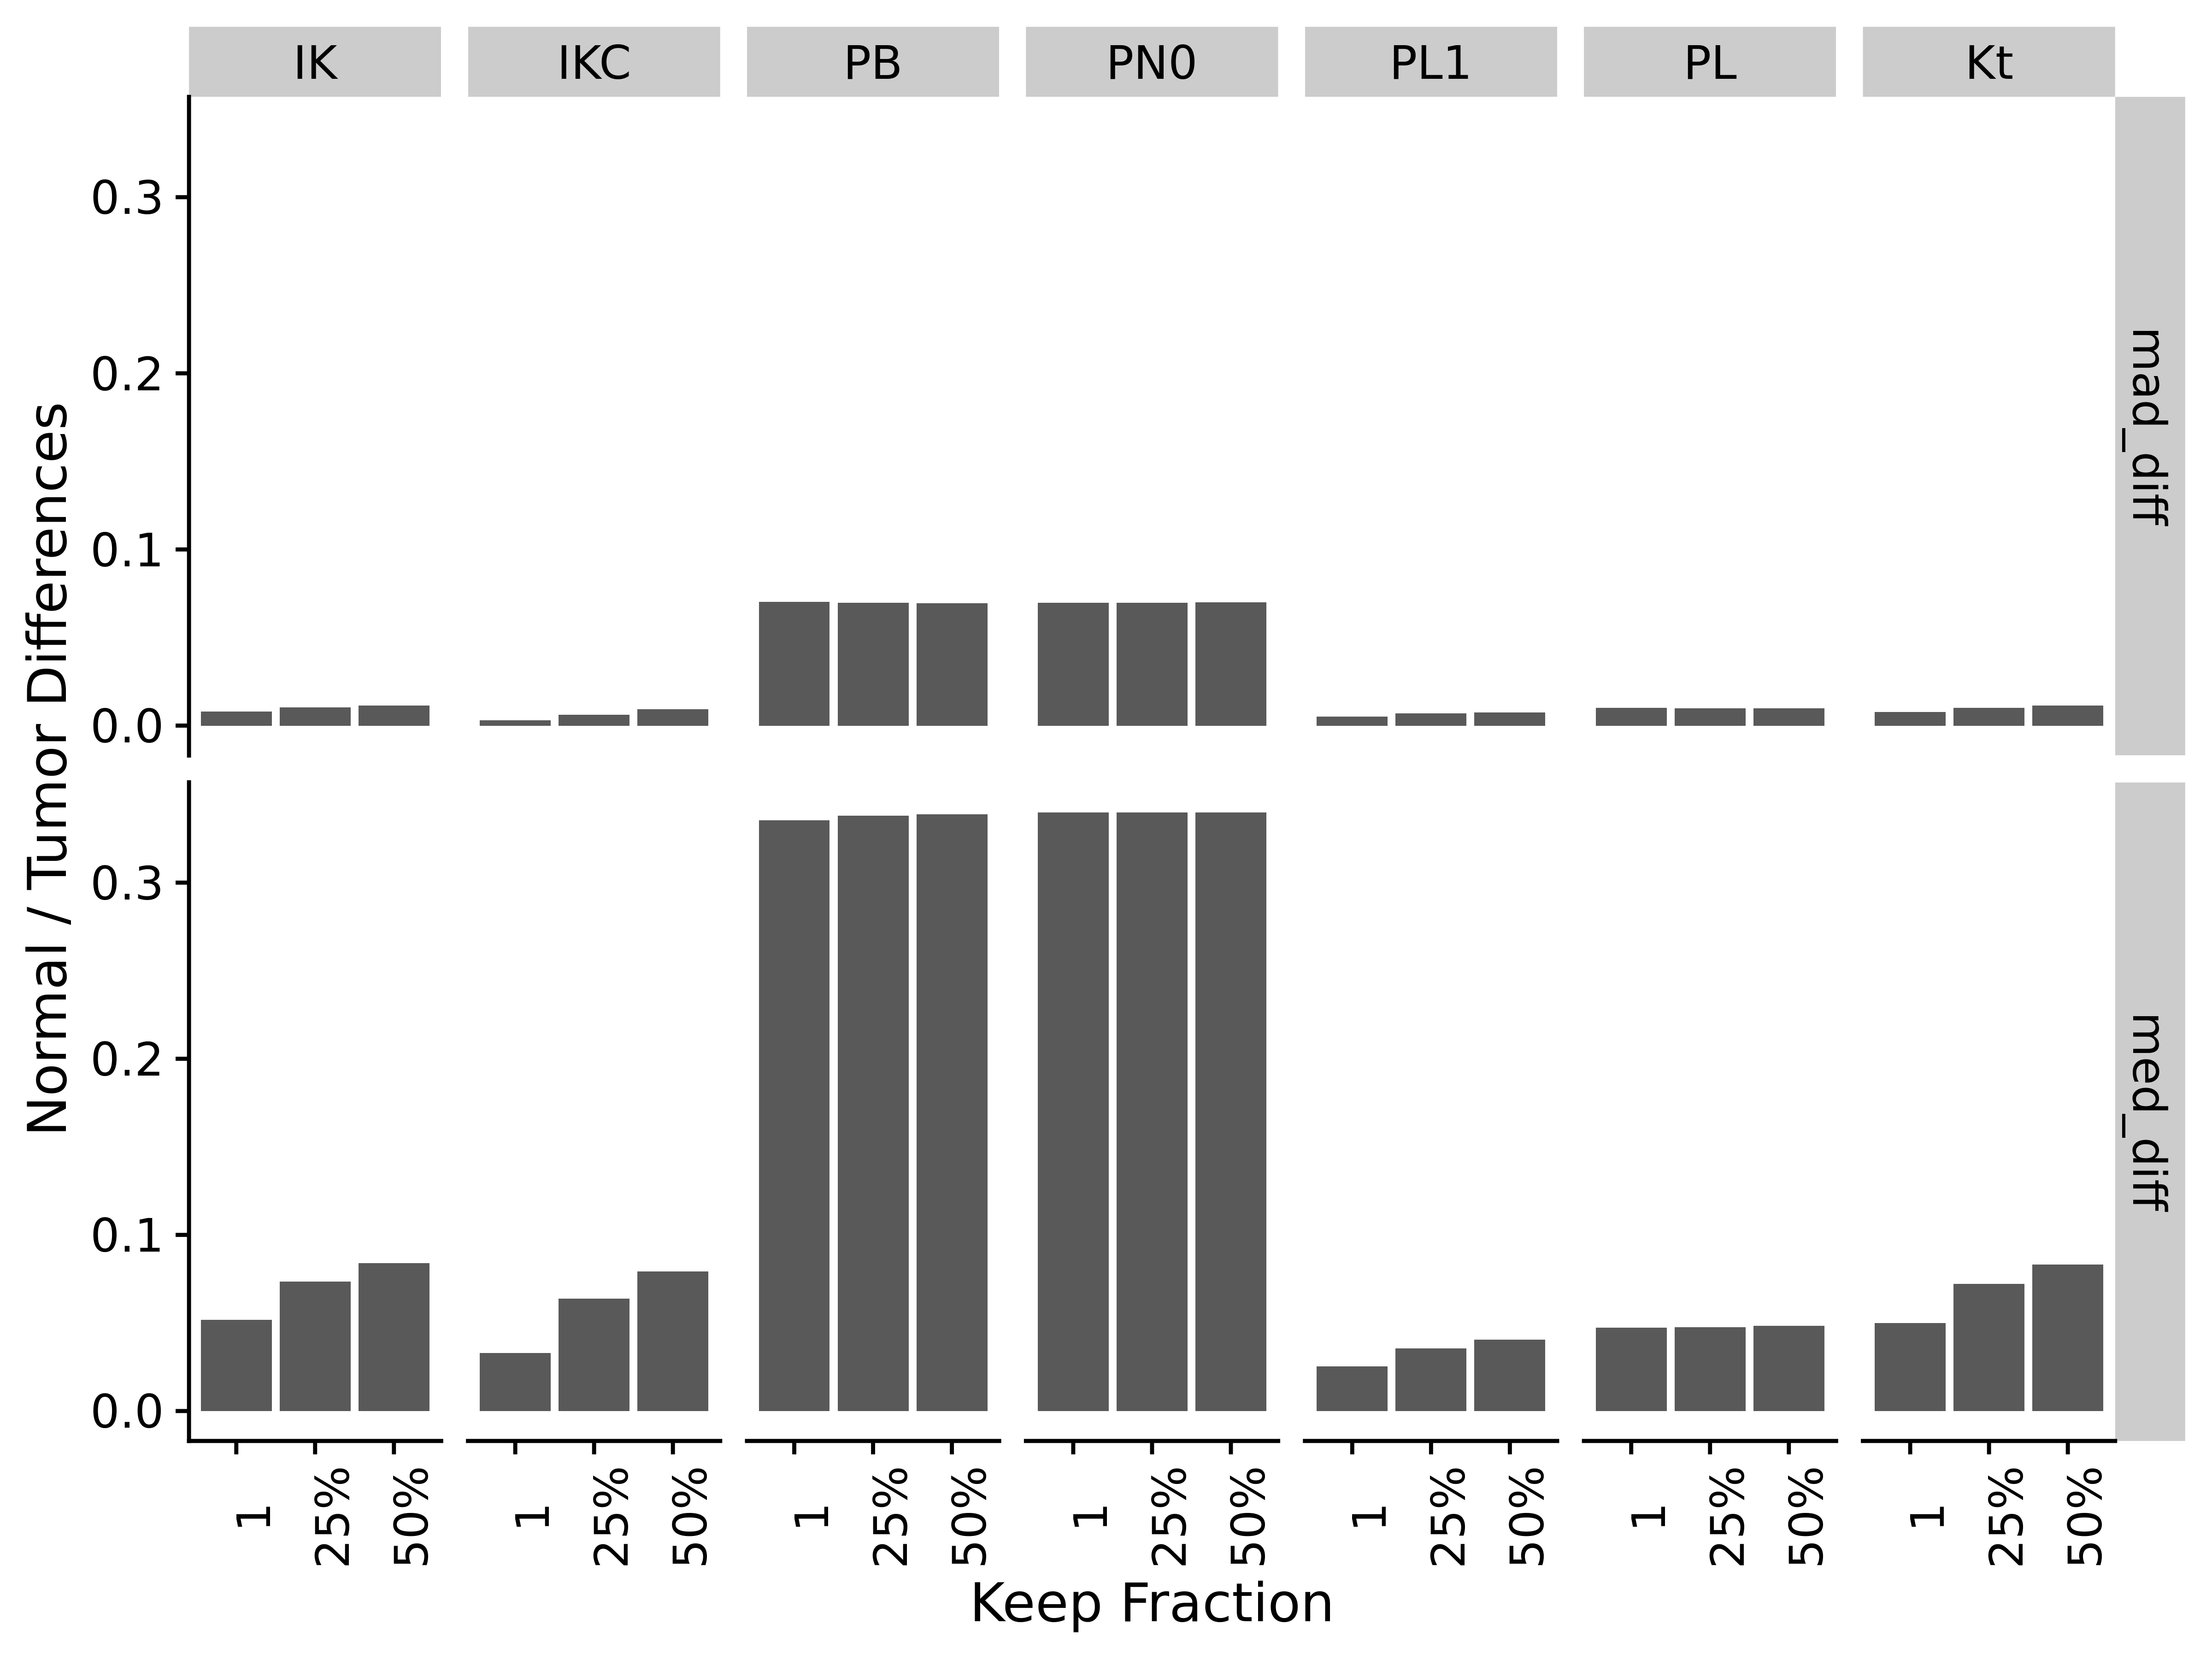 IK IKC PB PN0 PL1 PL Kt
0.3
0.2
0.1
0.0
mad_diff
Normal / Tumor Differences
0.3
0.2
0.1
0.0
med_diff
1 25% 50% 1 25% 50% 1 25% 50% 1 25% 50% 1 25% 50% 1 25% 50% 1 25% 50%
Keep Fraction